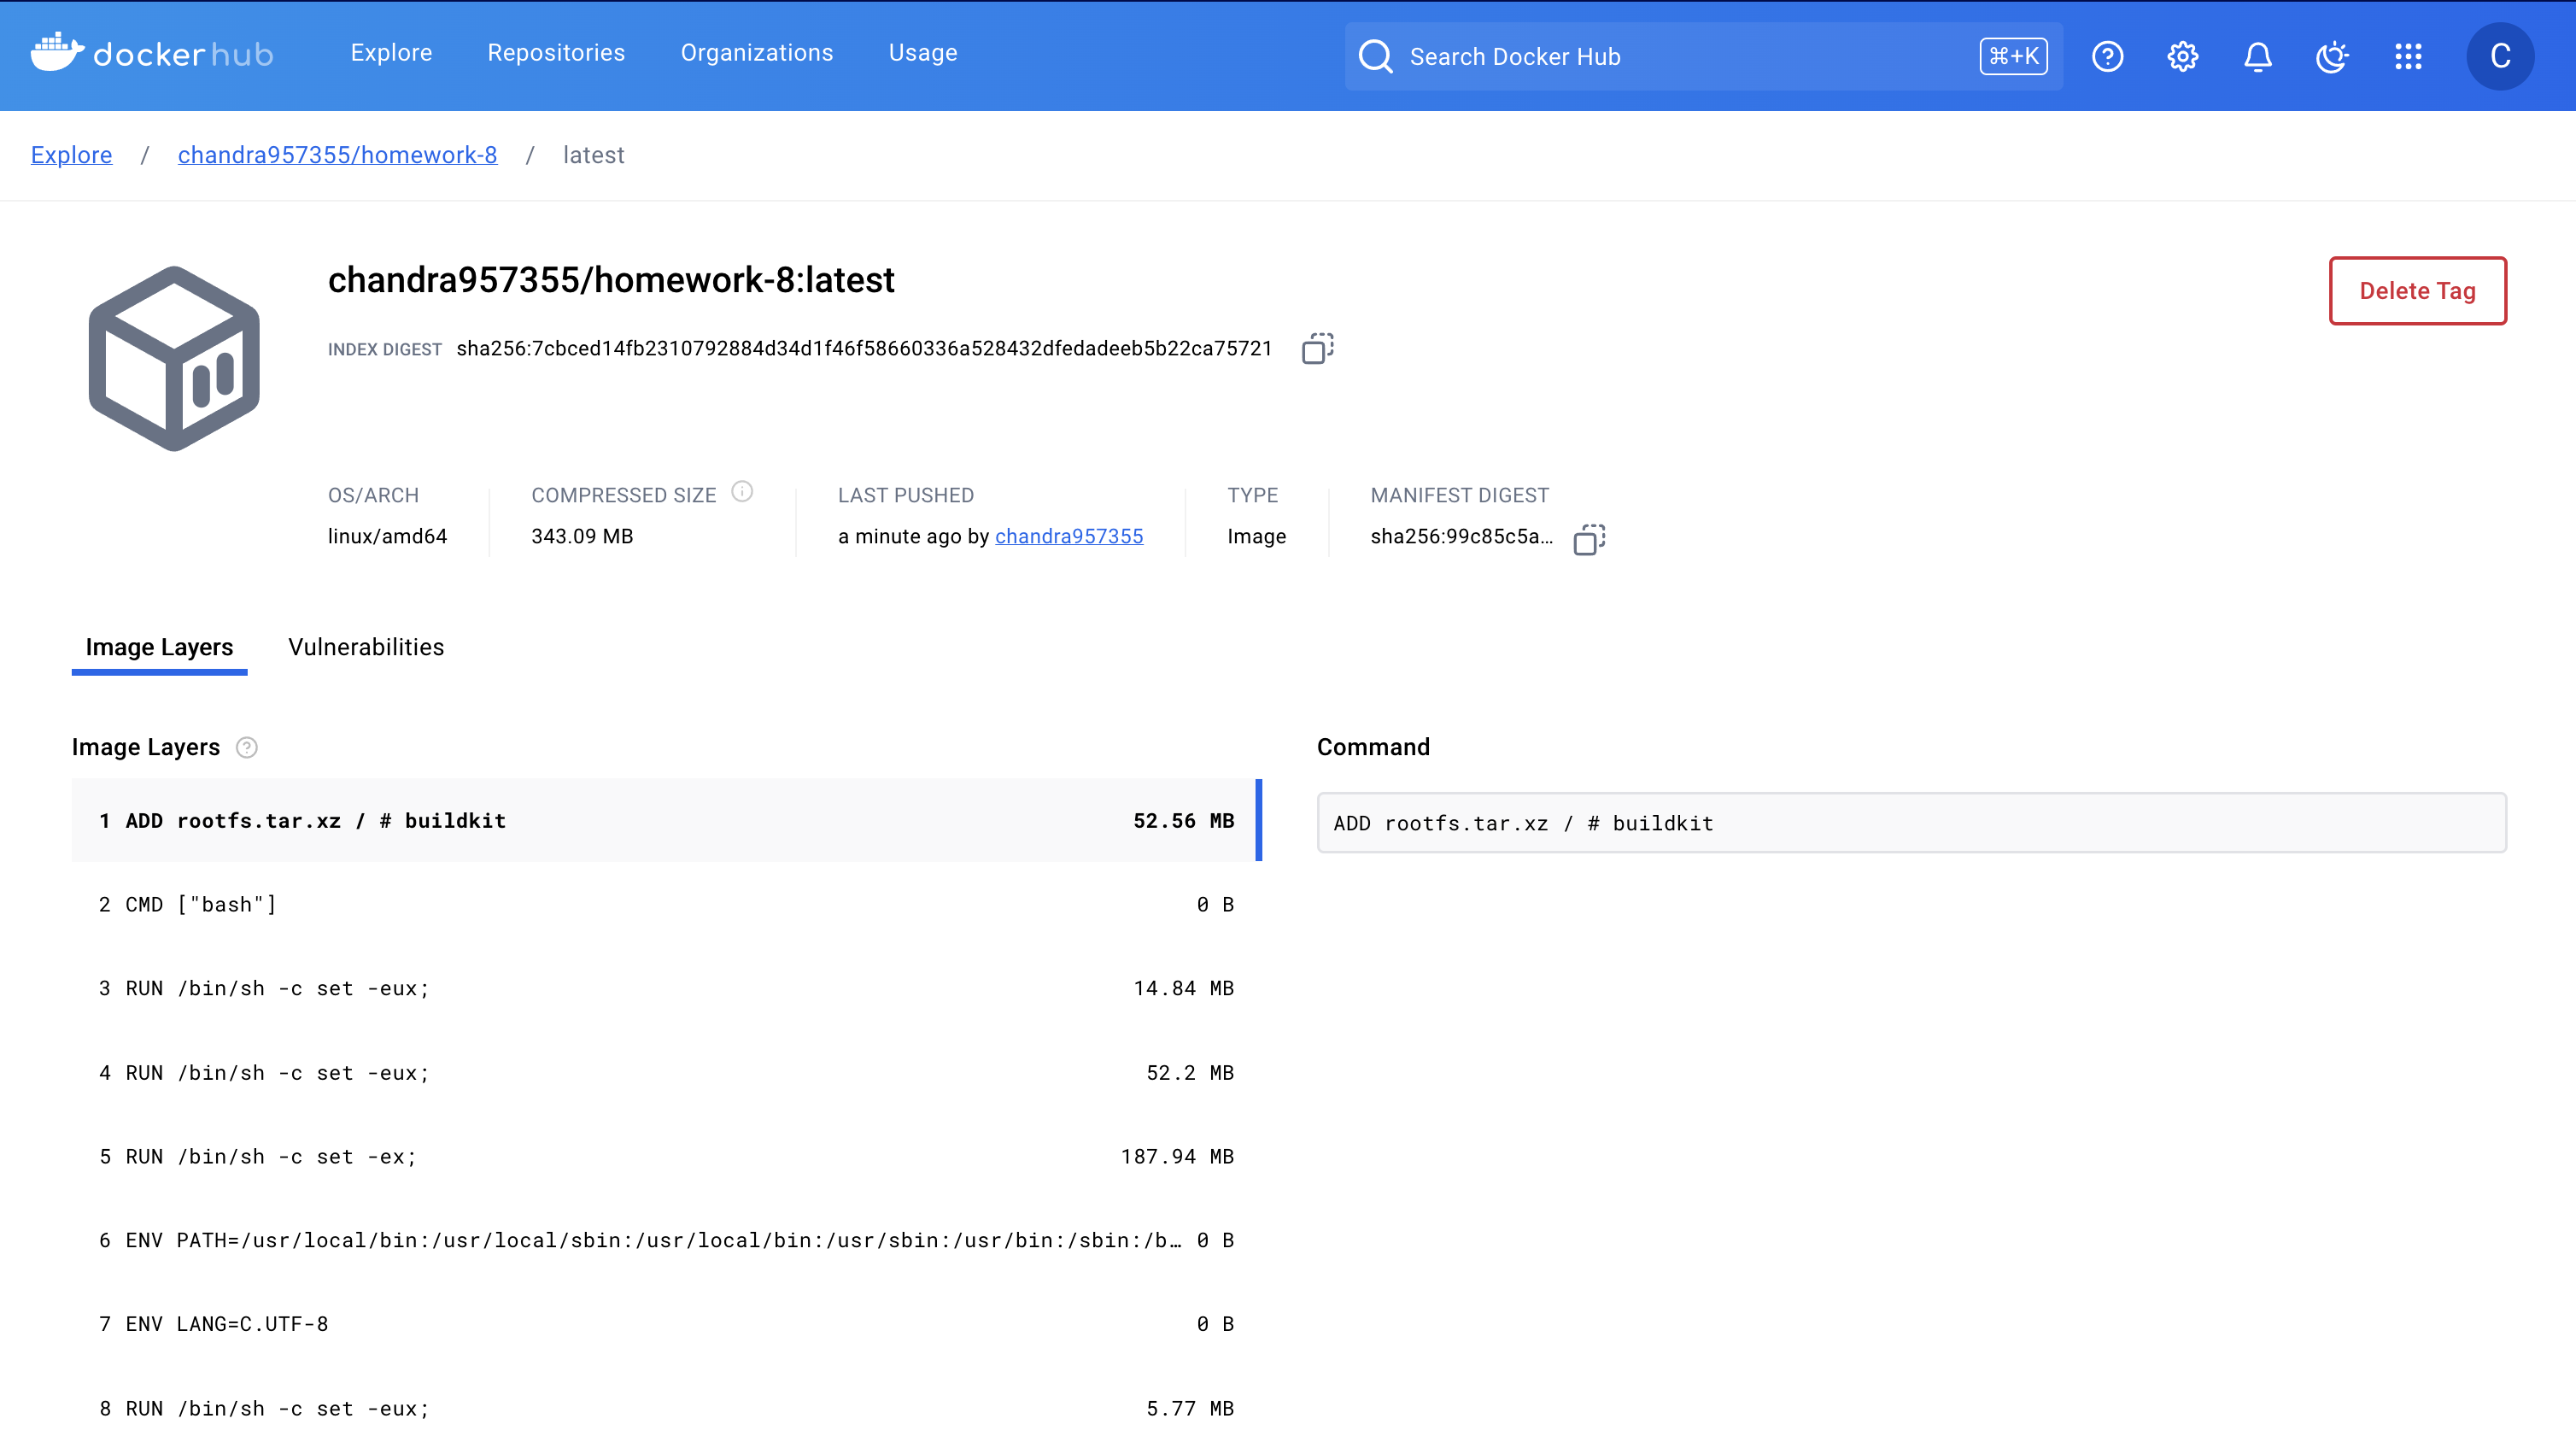 dockerhub Explore Repositories Organizations Usage Search Docker Hub ⌘+K C
Explore / chandra957355/homework-8 / latest
chandra957355/homework-8:latest
Delete Tag
INDEX DIGEST sha256:7cbced14fb2310792884d34d1f46f58660336a528432dfedadeeb5b22ca75721
OS/ARCH COMPRESSED SIZE LAST PUSHED TYPE MANIFEST DIGEST
linux/amd64 343.09 MB a minute ago by chandra957355 Image sha256:99c85c5a...
Image Layers Vulnerabilities
Image Layers Command
1 ADD rootfs.tar.xz / # buildkit 52.56 MB
ADD rootfs.tar.xz / # buildkit
2 CMD ["bash"] 0 B
3 RUN /bin/sh -c set -eux; 14.84 MB
4 RUN /bin/sh -c set -eux; 52.2 MB
5 RUN /bin/sh -c set -ex; 187.94 MB
6 ENV PATH=/usr/local/bin:/usr/local/sbin:/usr/local/bin:/usr/sbin:/usr/bin:/sbin:/b… 0 B
7 ENV LANG=C.UTF-8 0 B
8 RUN /bin/sh -c set -eux; 5.77 MB